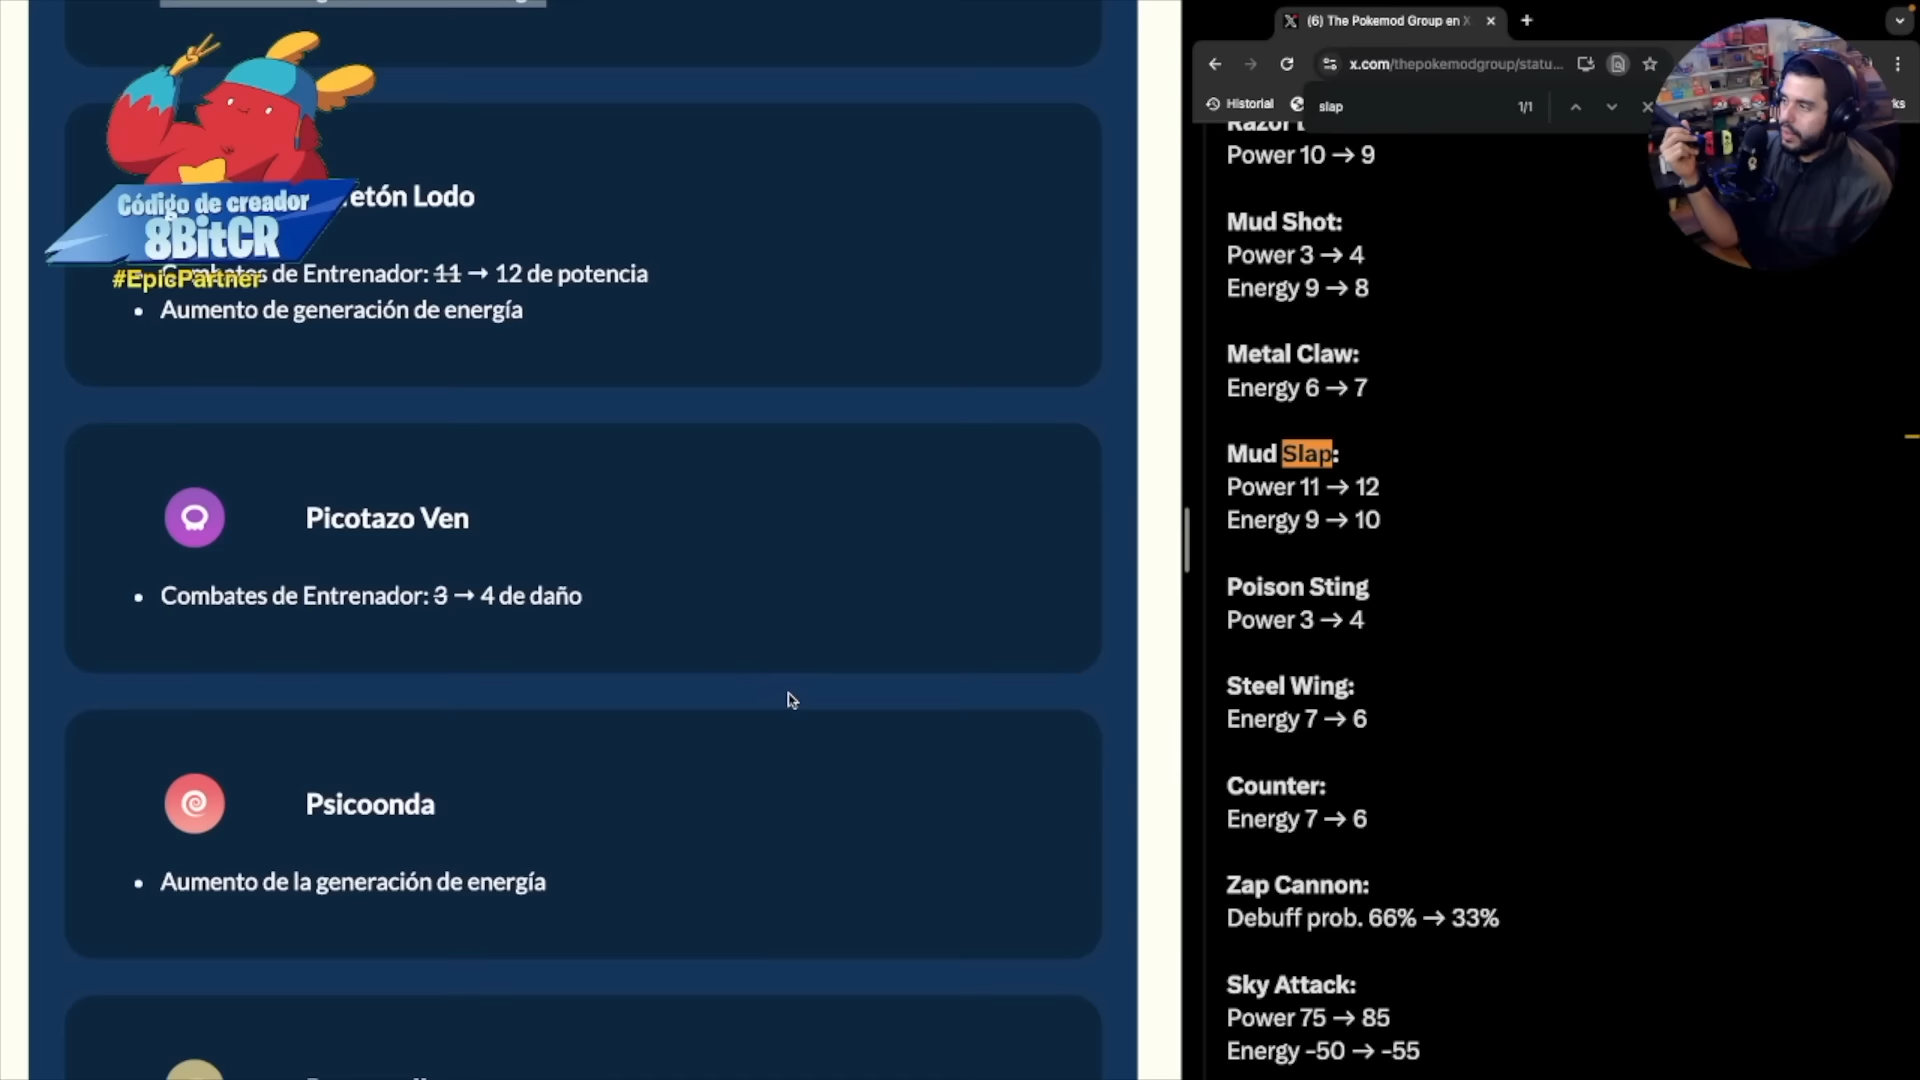 Código de creador
8BitCR
#EpicPartner
etón Lodo
de Entrenador: 11 → 12 de potencia
Aumento de generación de energía
Picotazo Ven
Combates de Entrenador: 3 → 4 de daño
Psicoonda
Aumento de la generación de energía
(6) The Pokemod Group en X
x.com/thepokemodgroup/statu...
Historial
slap
1/1
Power 10 → 9
Mud Shot:
Power 3 → 4
Energy 9 → 8
Metal Claw:
Energy 6 → 7
Mud Slap:
Power 11 → 12
Energy 9 → 10
Poison Sting
Power 3 → 4
Steel Wing:
Energy 7 → 6
Counter:
Energy 7 → 6
Zap Cannon:
Debuff prob. 66% → 33%
Sky Attack:
Power 75 → 85
Energy -50 → -55